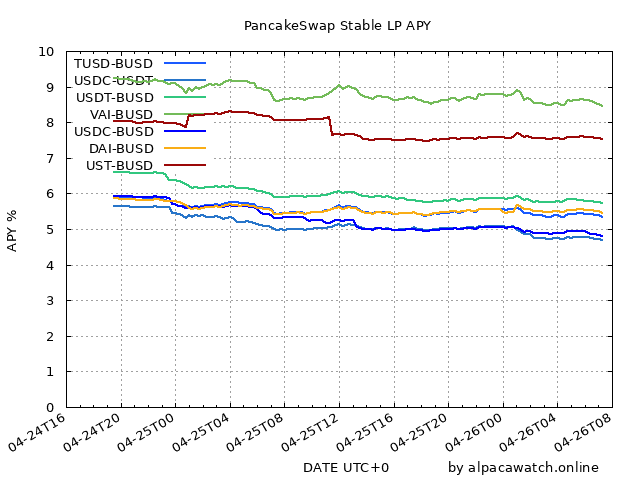 PancakeSwap Stable LP APY
10
9
8
7
6
5
4
3
2
1
0
APY %
TUSD-BUSD
USDC-USDT
USDT-BUSD
VAI-BUSD
USDC-BUSD
DAI-BUSD
UST-BUSD
04-24T16
04-24T20
04-25T00
04-25T04
04-25T08
04-25T12
04-25T16
04-25T20
04-26T00
04-26T04
04-26T08
DATE UTC+0
by alpacawatch.online